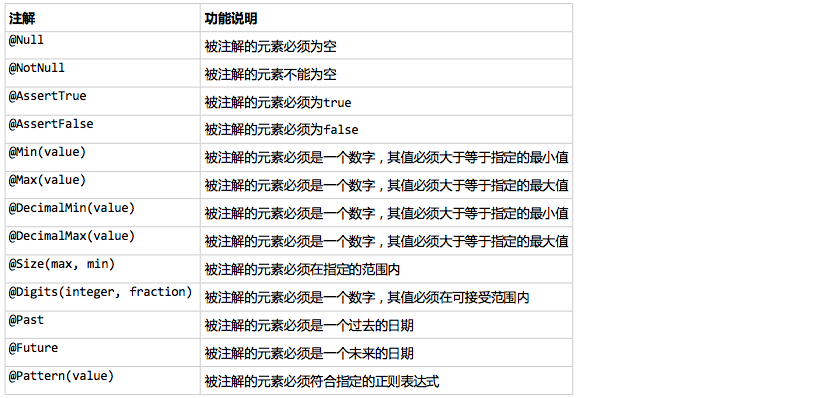 注解 功能说明
@Null 被注解的元素必须为空
@NotNull 被注解的元素不能为空
@AssertTrue 被注解的元素必须为true
@AssertFalse 被注解的元素必须为false
@Min(value) 被注解的元素必须是一个数字，其值必须大于等于指定的最小值
@Max(value) 被注解的元素必须是一个数字，其值必须大于等于指定的最大值
@DecimalMin(value) 被注解的元素必须是一个数字，其值必须大于等于指定的最小值
@DecimalMax(value) 被注解的元素必须是一个数字，其值必须大于等于指定的最大值
@Size(max, min) 被注解的元素必须在指定的范围内
@Digits(integer, fraction) 被注解的元素必须是一个数字，其值必须在可接受范围内
@Past 被注解的元素必须是一个过去的日期
@Future 被注解的元素必须是一个未来的日期
@Pattern(value) 被注解的元素必须符合指定的正则表达式